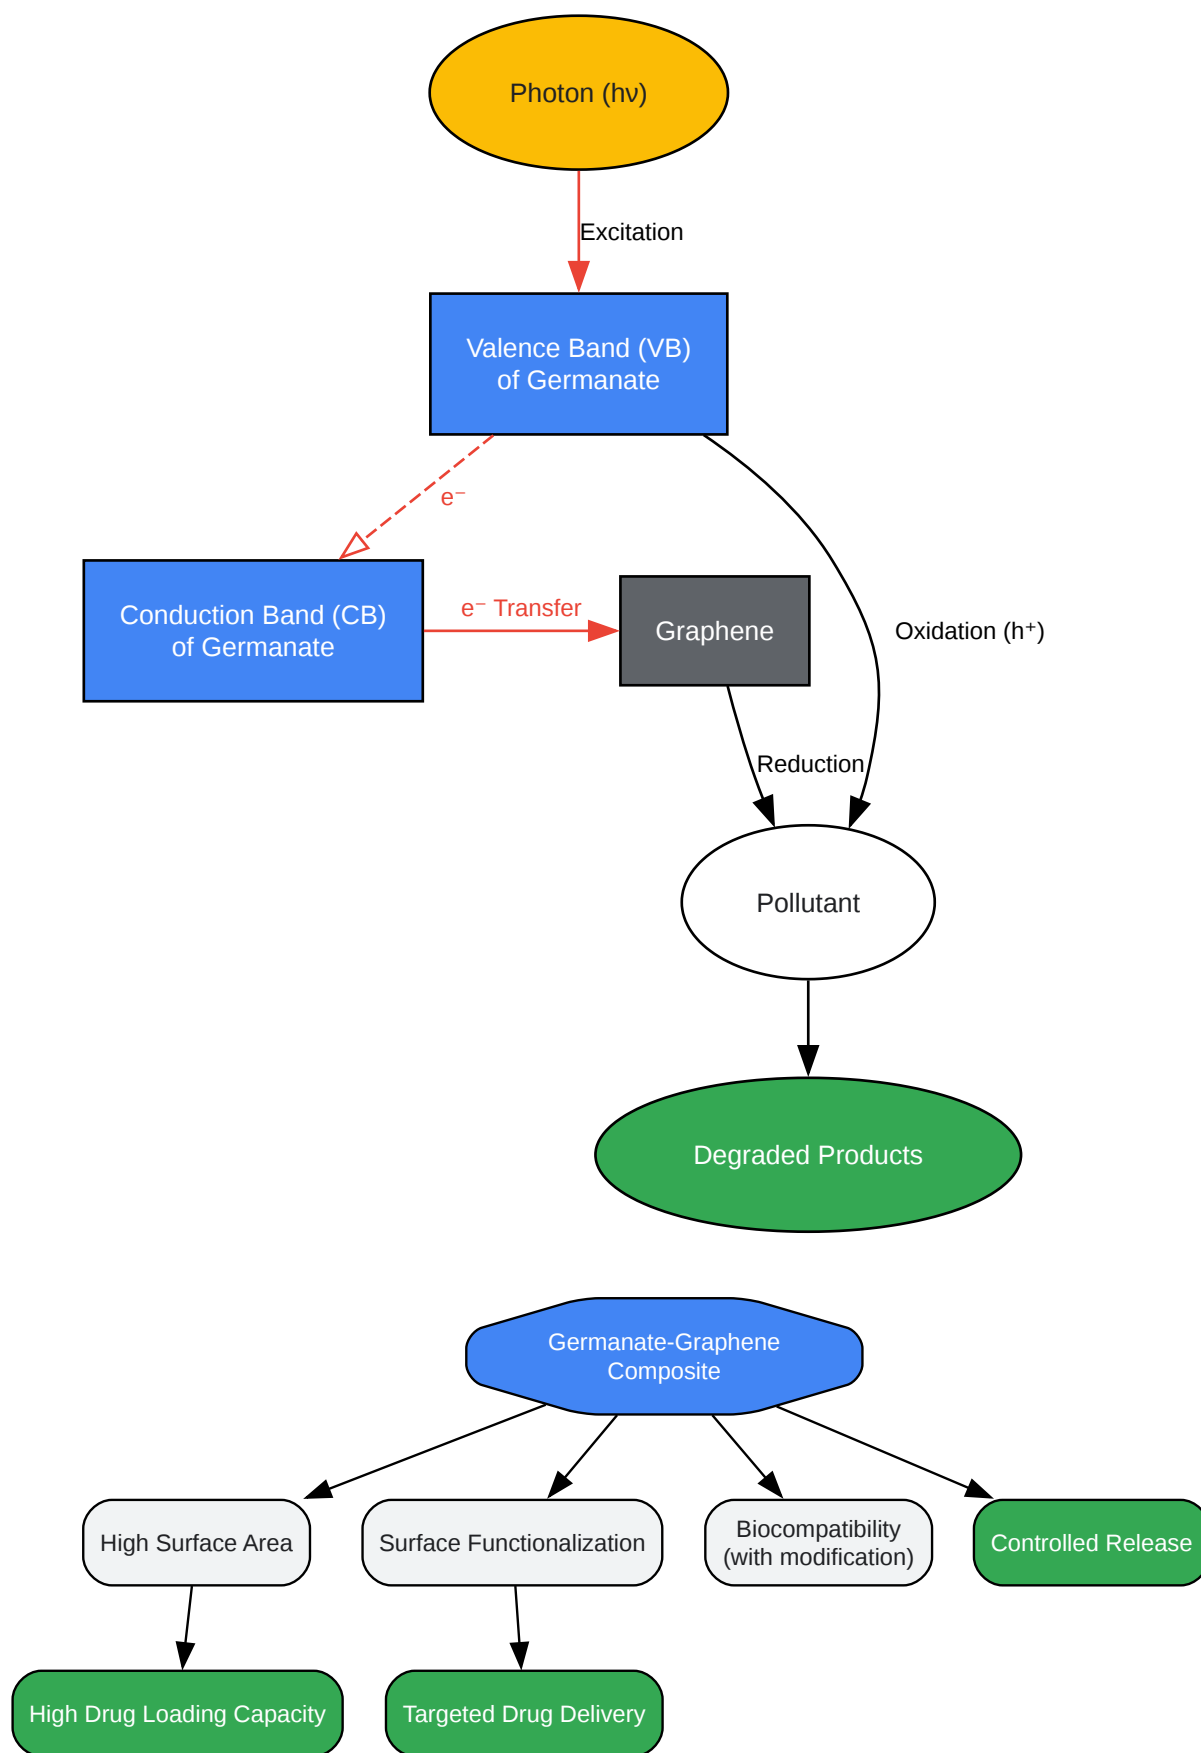 Photon (hν)
Excitation
Valence Band (VB)
of Germanate
e⁻
Conduction Band (CB)
of Germanate
e⁻ Transfer
Graphene
Oxidation (h⁺)
Reduction
Pollutant
Degraded Products
Germanate-Graphene
Composite
High Surface Area
Surface Functionalization
Biocompatibility
(with modification)
Controlled Release
High Drug Loading Capacity
Targeted Drug Delivery